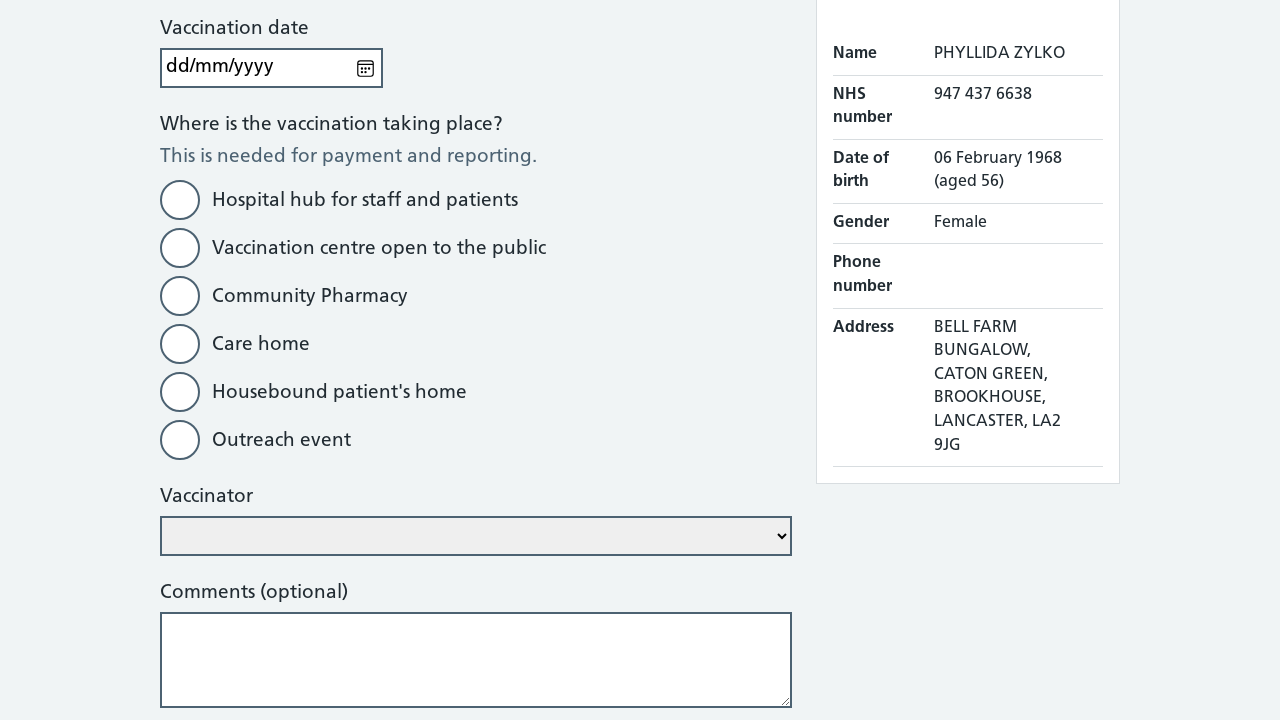 Vaccination date
dd/mm/yyyy
Where is the vaccination taking place?
This is needed for payment and reporting.
Hospital hub for staff and patients
Vaccination centre open to the public
Community Pharmacy
Care home
Housebound patient's home
Outreach event
Vaccinator
Comments (optional)
Name PHYLLIDA ZYLKO
NHS 947 437 6638
number
Date of 06 February 1968
birth (aged 56)
Gender Female
Phone
number
Address BELL FARM
BUNGALOW,
CATON GREEN,
BROOKHOUSE,
LANCASTER, LA2
9JG